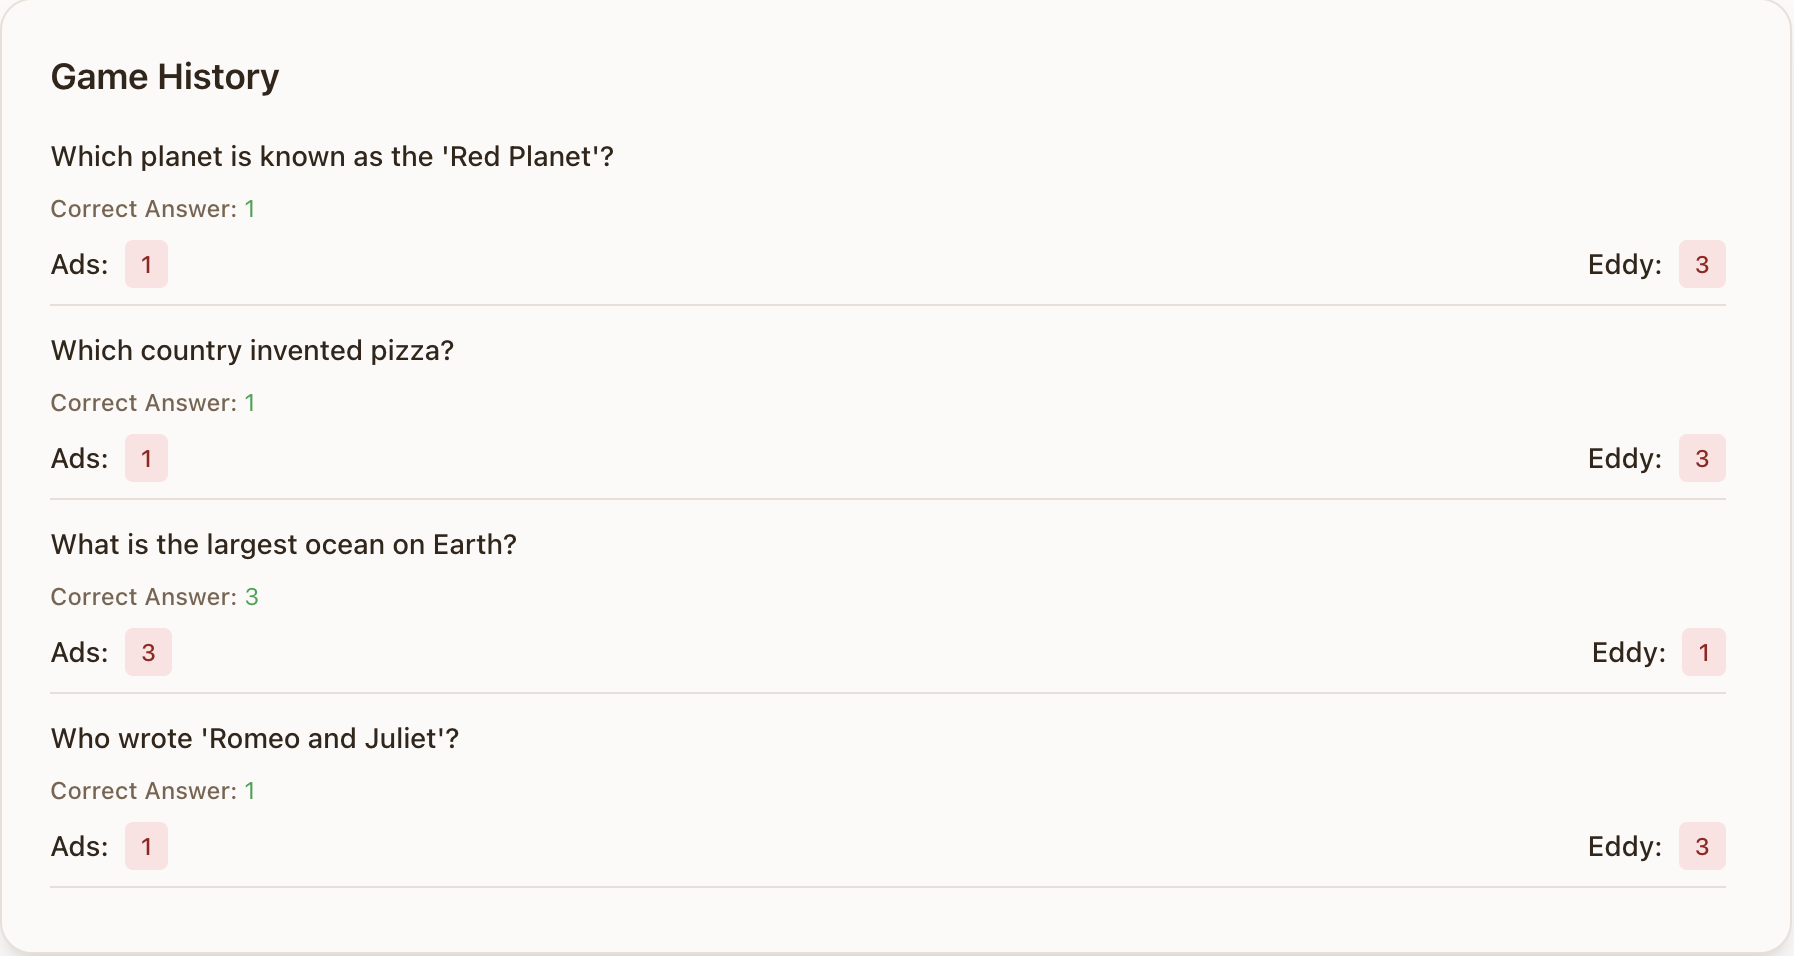 Game History
Which planet is known as the 'Red Planet'?
Correct Answer: 1
Ads: 1 Eddy: 3
Which country invented pizza?
Correct Answer: 1
Ads: 1 Eddy: 3
What is the largest ocean on Earth?
Correct Answer: 3
Ads: 3 Eddy: 1
Who wrote 'Romeo and Juliet'?
Correct Answer: 1
Ads: 1 Eddy: 3